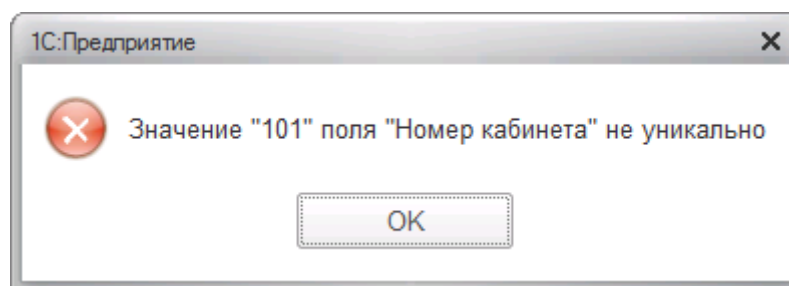 1С:Предприятие
Значение "101" поля "Номер кабинета" не уникально
OK